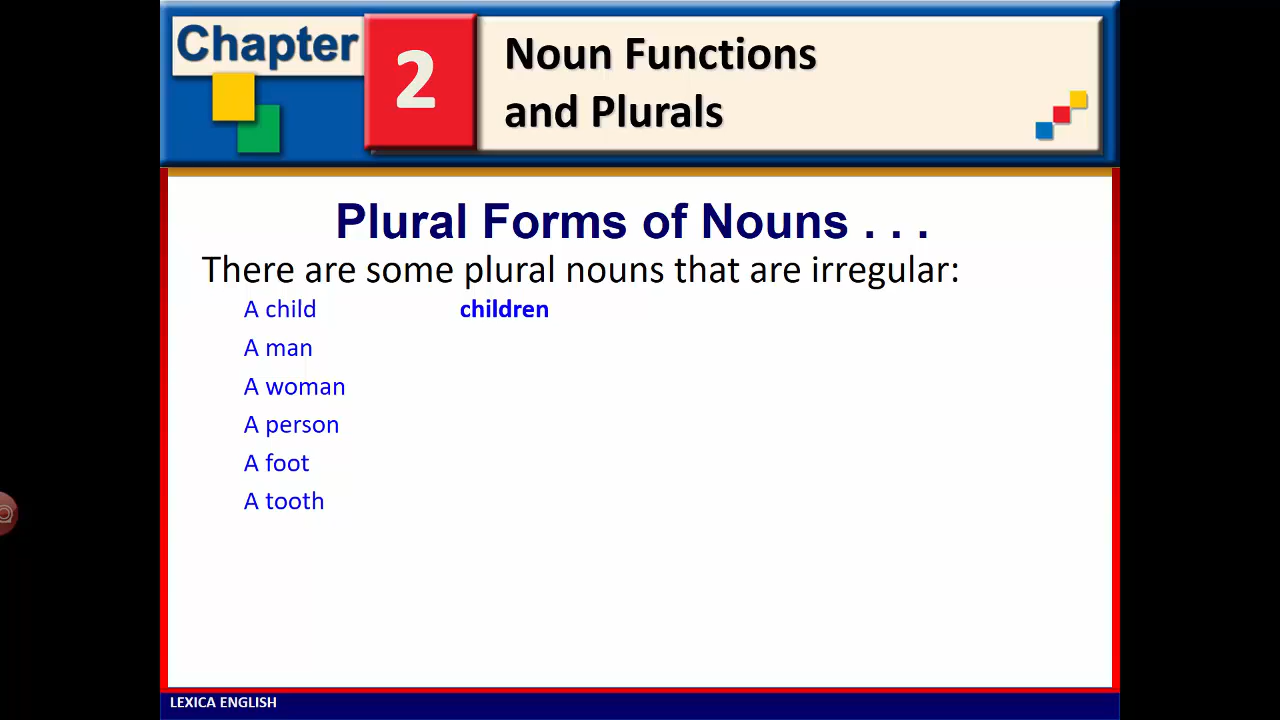 Chapter 2
Noun Functions
and Plurals
Plural Forms of Nouns . . .
There are some plural nouns that are irregular:
A child children
A man
A woman
A person
A foot
A tooth
LEXICA ENGLISH